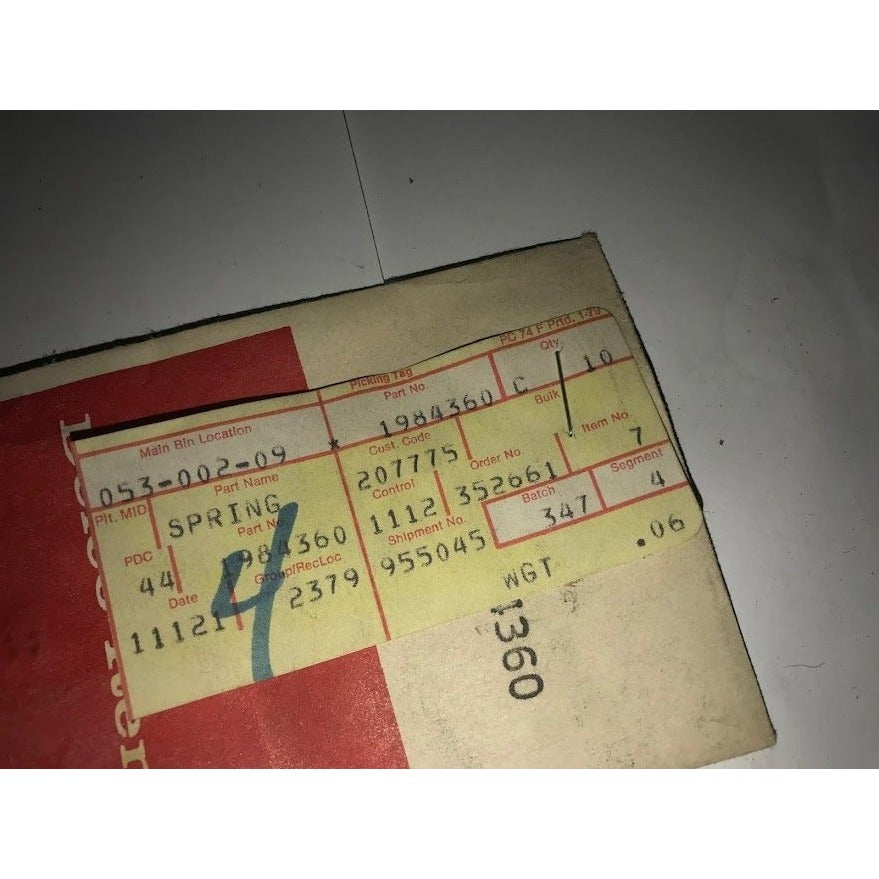 PC 74 F Prtd. 1-79
Picking Tag
Main Bin Location
Part No.
Qty
053-002-09 * 1984360 C / 10
Plt. MID
Part Name
Cust. Code
Bulk
SPRING
207775
PDC
Part No.
Control
Order No.
Item No.
44
1984360
1112
352661
7
Date
Group/RecLoc
Shipment No.
Batch
Segment
11121
2379
955045
347
4
WGT .06
4
1360